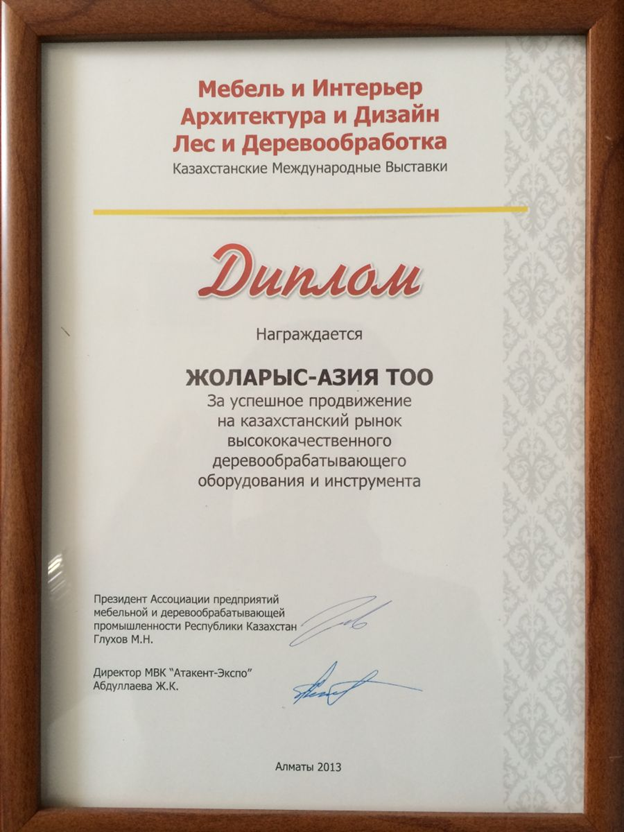 Мебель и Интерьер
Архитектура и Дизайн
Лес и Деревообработка
Казахстанские Международные Выставки
Диплом
Награждается
ЖОЛАРЫС-АЗИЯ ТОО
За успешное продвижение
на казахстанский рынок
высококачественного
деревообрабатывающего
оборудования и инструмента
Президент Ассоциации предприятий
мебельной и деревообрабатывающей
промышленности Республики Казахстан
Глухов М.Н.
Директор МВК "Атакент-Экспо"
Абдуллаева Ж.К.
Алматы 2013